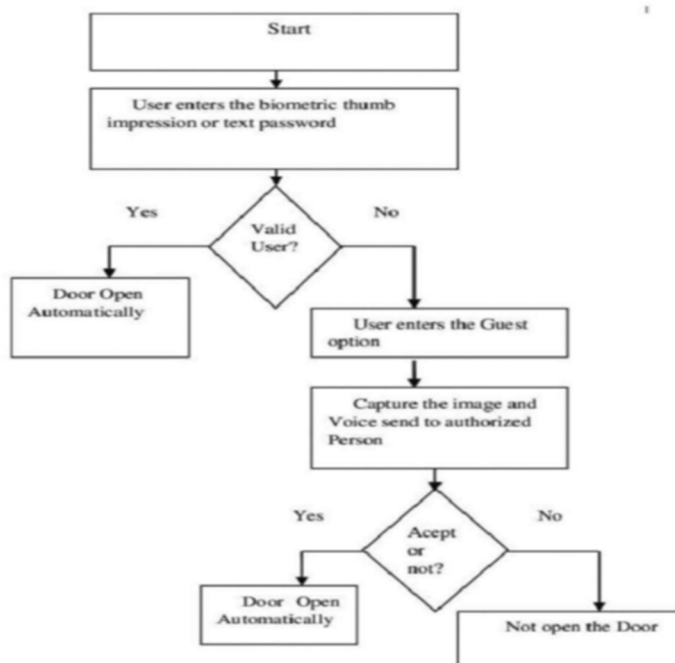 Start
User enters the biometric thumb
impression or text password
Yes
No
Valid
User?
Door Open
Automatically
User enters the Guest
option
Capture the image and
Voice send to authorized
Person
Yes
No
Acept
or
not?
Door Open
Automatically
Not open the Door